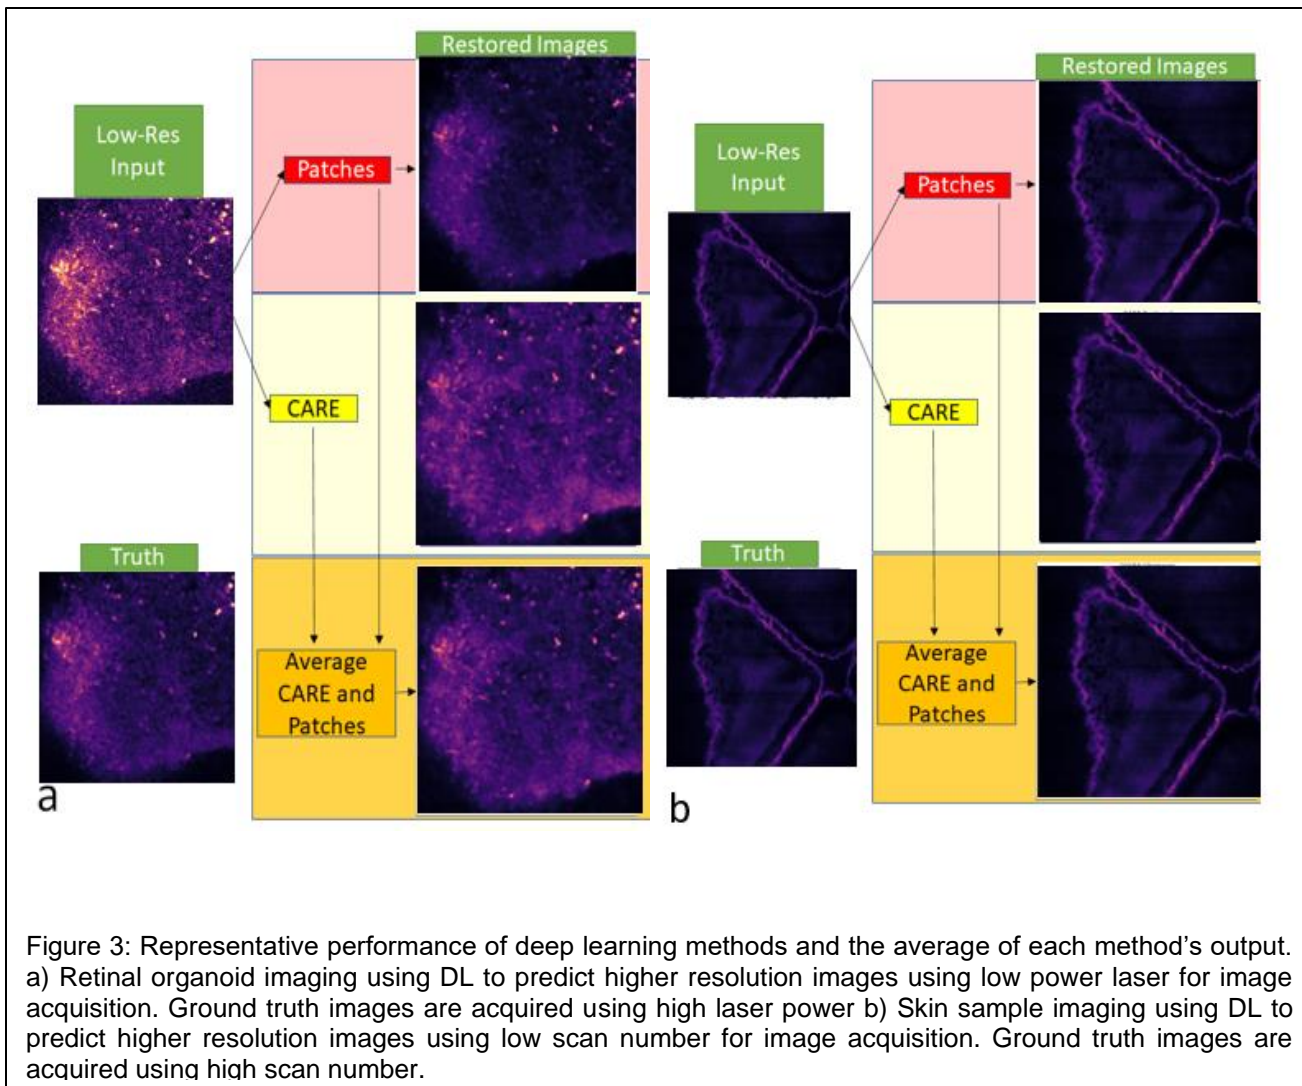 Restored Images
Low-Res
Input
Patches
CARE
Truth
Average
CARE and
Patches
a
Restored Images
Low-Res
Input
Patches
CARE
Truth
Average
CARE and
Patches
b
Figure 3: Representative performance of deep learning methods and the average of each method's output.
a) Retinal organoid imaging using DL to predict higher resolution images using low power laser for image
acquisition. Ground truth images are acquired using high laser power b) Skin sample imaging using DL to
predict higher resolution images using low scan number for image acquisition. Ground truth images are
acquired using high scan number.